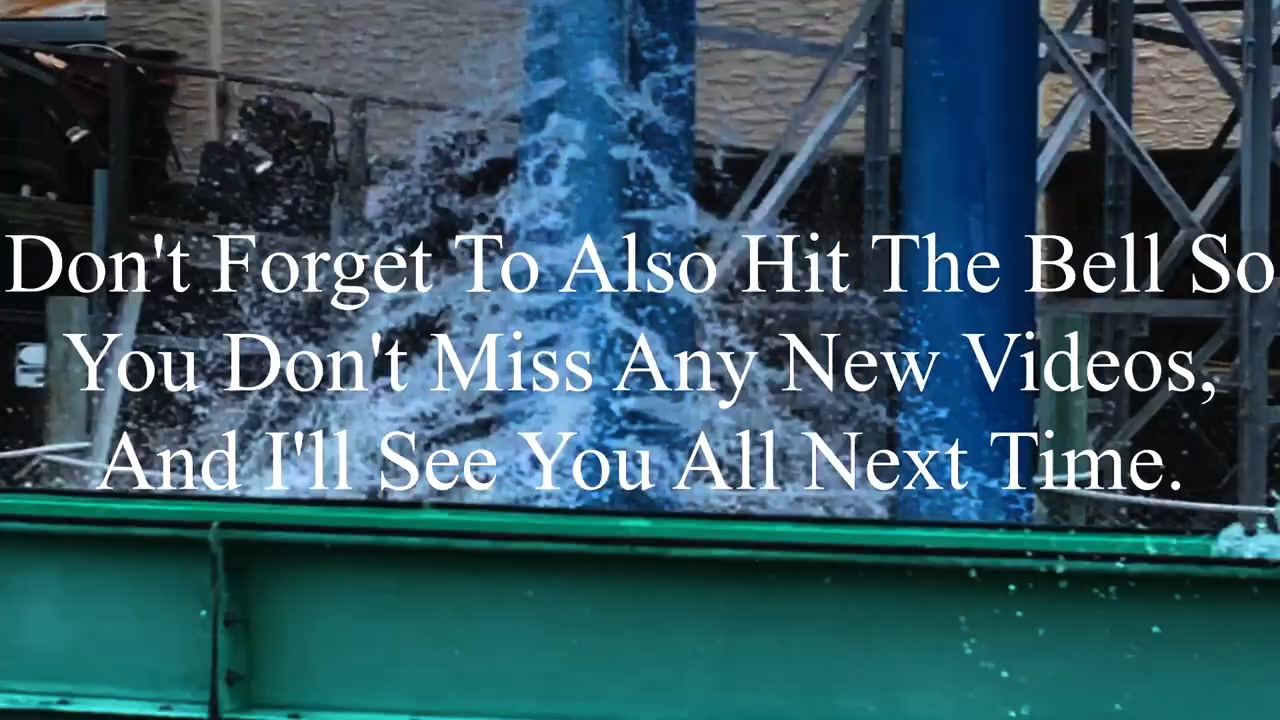 Don't Forget To Also Hit The Bell So
You Don't Miss Any New Videos,
And I'll See You All Next Time.